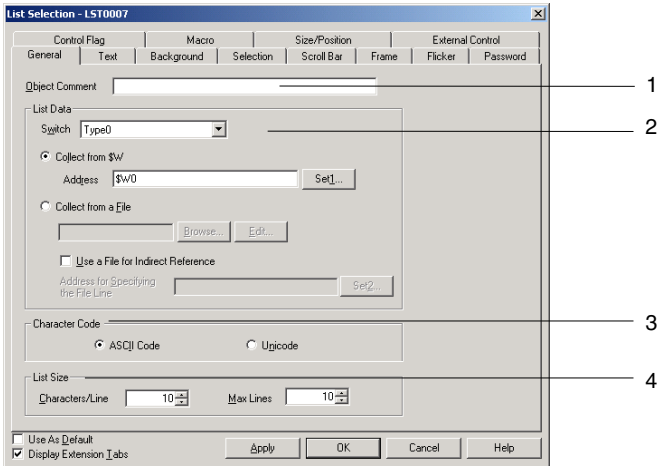 List Selection - LST0007
Control Flag Macro Size/Position External Control
General Text Background Selection Scroll Bar Frame Flicker Password
Object Comment 1
List Data
Switch Type0 2
Collect from $W
Address $W0 Set1...
Collect from a File
Browse... Edit...
Use a File for Indirect Reference
Address for Specifying
the File Line Set2...
Character Code 3
ASCII Code Unicode
List Size 4
Characters/Line 10 Max Lines 10
Use As Default
Display Extension Tabs Apply OK Cancel Help